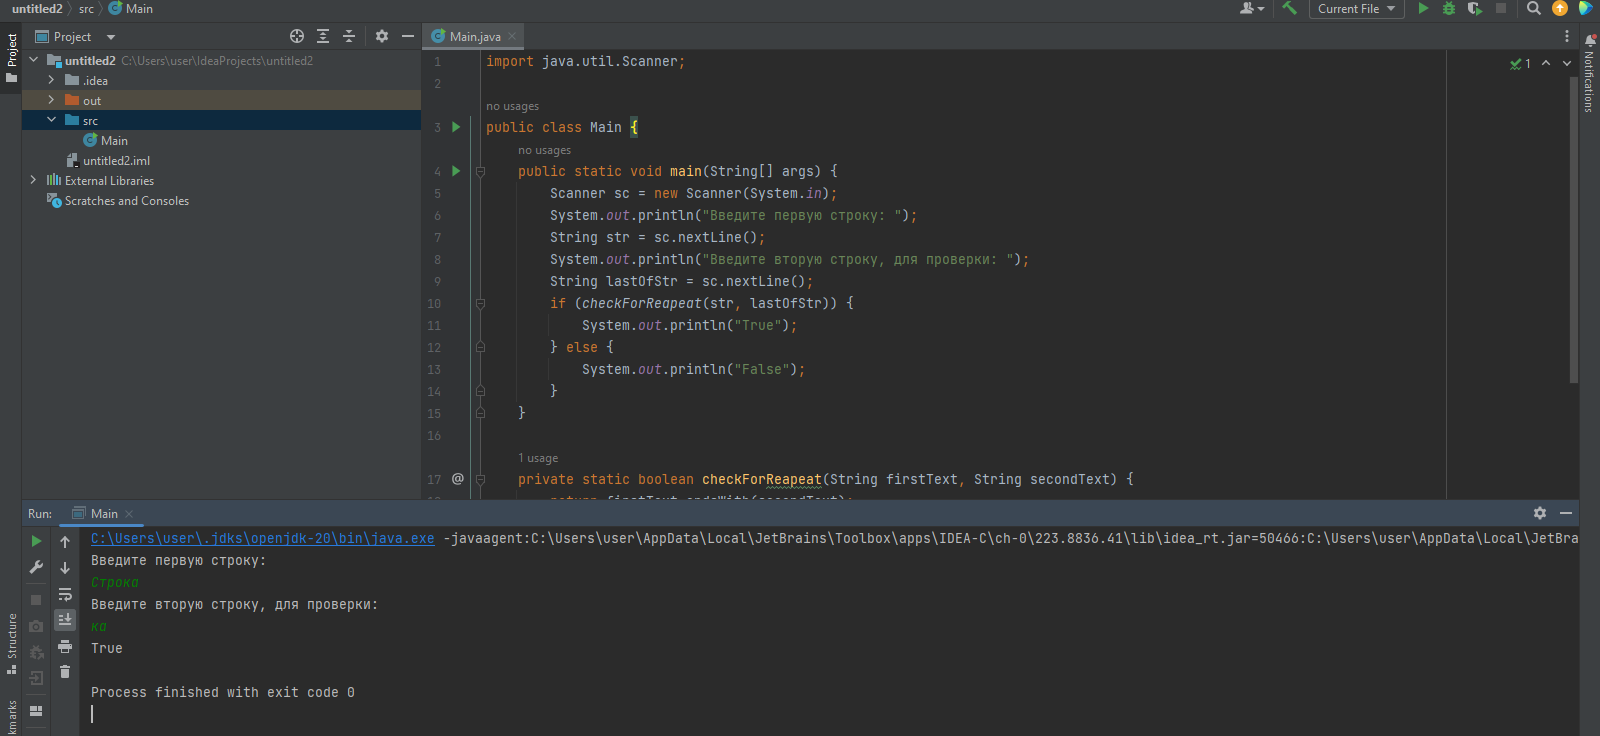 untitled2 src Main
Current File
Project
Main.java
Project
untitled2 C:\Users\user\IdeaProjects\untitled2
.idea
out
src
Main
untitled2.iml
External Libraries
Scratches and Consoles
1
Notifications
1 import java.util.Scanner;
2
no usages
3 public class Main {
no usages
4 public static void main(String[] args) {
5 Scanner sc = new Scanner(System.in);
6 System.out.println("Введите первую строку: ");
7 String str = sc.nextLine();
8 System.out.println("Введите вторую строку, для проверки: ");
9 String lastOfStr = sc.nextLine();
10 if (checkForReapeat(str, lastOfStr)) {
11 System.out.println("True");
12 } else {
13 System.out.println("False");
14 }
15 }
16
1 usage
17 @ private static boolean checkForReapeat(String firstText, String secondText) {
return firstText.endsWith(secondText);
Run: Main
C:\Users\user\.jdks\openjdk-20\bin\java.exe -javaagent:C:\Users\user\AppData\Local\JetBrains\Toolbox\apps\IDEA-C\ch-0\223.8836.41\lib\idea_rt.jar=50466:C:\Users\user\AppData\Local\JetBra
Введите первую строку:
Строка
Введите вторую строку, для проверки:
ка
True
Process finished with exit code 0
Structure
kmarks